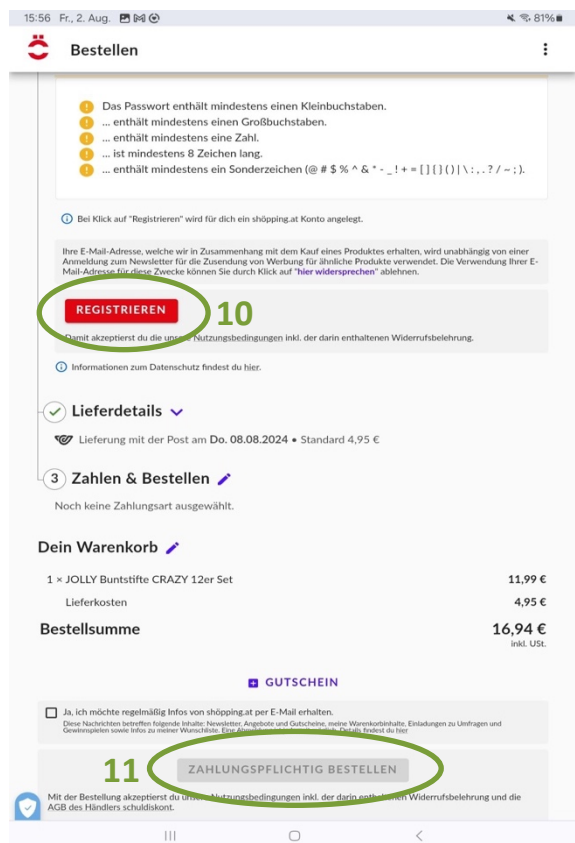 15:56 Fr., 2. Aug. 81%
Bestellen
Das Passwort enthält mindestens einen Kleinbuchstaben.
... enthält mindestens einen Großbuchstaben.
... enthält mindestens eine Zahl.
... ist mindestens 8 Zeichen lang.
... enthält mindestens ein Sonderzeichen (@ # $ % ^ & * - _ ! + = [ ] { } ( ) | \ : , . ? / ~ ; ).
Bei Klick auf "Registrieren" wird für dich ein shöpping.at Konto angelegt.
Ihre E-Mail-Adresse, welche wir in Zusammenhang mit dem Kauf eines Produktes erhalten, wird unabhängig von einer
Anmeldung zum Newsletter für die Zusendung von Werbung für ähnliche Produkte verwendet. Die Verwendung Ihrer E-
Mail-Adresse für diese Zwecke können Sie durch Klick auf "hier widersprechen" ablehnen.
REGISTRIEREN 10
Damit akzeptierst du die unsere Nutzungsbedingungen inkl. der darin enthaltenen Widerrufsbelehrung.
Informationen zum Datenschutz findest du hier.
Lieferdetails
Lieferung mit der Post am Do. 08.08.2024 • Standard 4,95 €
3 Zahlen & Bestellen
Noch keine Zahlungsart ausgewählt.
Dein Warenkorb
1 × JOLLY Buntstifte CRAZY 12er Set 11,99 €
Lieferkosten 4,95 €
Bestellsumme 16,94 €
inkl. USt.
GUTSCHEIN
Ja, ich möchte regelmäßig Infos von shöpping.at per E-Mail erhalten.
Diese Nachrichten betreffen folgende Inhalte: Newsletter, Angebote und Gutscheine, meine Warenkorbinhalte, Einladungen zu Umfragen und
Gewinnspielen sowie Infos zu meiner Wunschliste. Eine Details findest du hier
11 ZAHLUNGSPFLICHTIG BESTELLEN
Mit der Bestellung akzeptierst du unsere Nutzungsbedingungen inkl. der darin enthaltenen Widerrufsbelehrung und die
AGB des Händlers schuldiskont.